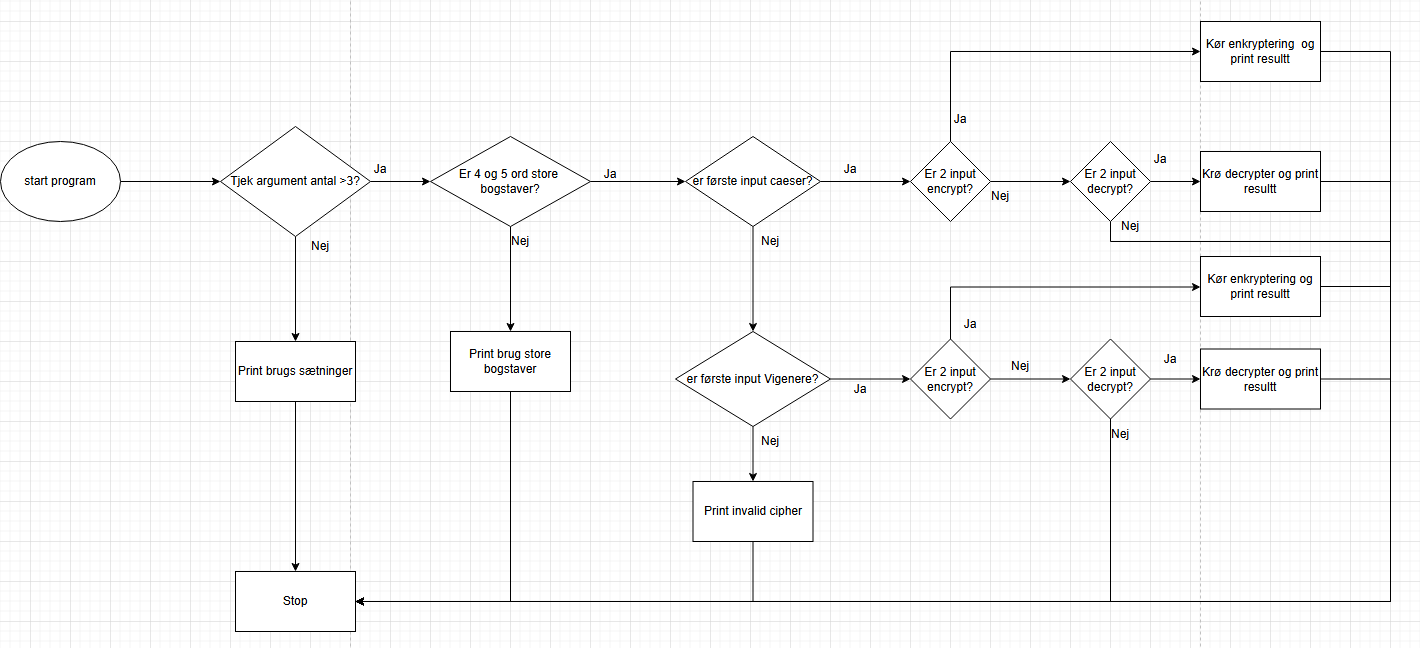 Kør enkryptering og
print resultt
Ja
start program
Tjek argument antal >3?
Ja
Er 4 og 5 ord store
bogstaver?
Ja
er første input caeser?
Ja
Er 2 input
encrypt?
Nej
Er 2 input
decrypt?
Ja
Krø decrypter og print
resultt
Nej
Nej
Nej
Nej
Kør enkryptering og
print resultt
Ja
Print brugs sætninger
Print brug store
bogstaver
er første input Vigenere?
Ja
Er 2 input
encrypt?
Nej
Er 2 input
decrypt?
Ja
Krø decrypter og print
resultt
Nej
Nej
Print invalid cipher
Stop